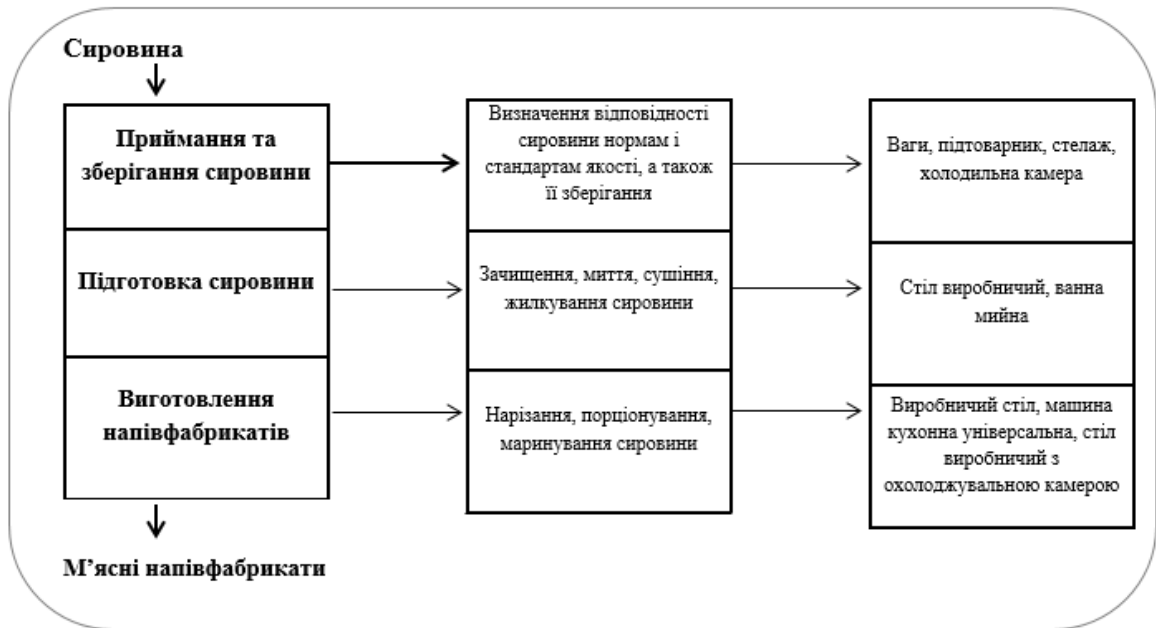 Сировина
Приймання та
зберігання сировини
Визначення відповідності
сировини нормам і
стандартам якості, а також
її зберігання
Ваги, підтоварник, стелаж,
холодильна камера
Підготовка сировини
Зачищення, миття, сушіння,
жилкування сировини
Стіл виробничий, ванна
мийна
Виготовлення
напівфабрикатів
Нарізання, порціонування,
маринування сировини
Виробничий стіл, машина
кухонна універсальна, стіл
виробничий з
охолоджувальною камерою
М’ясні напівфабрикати